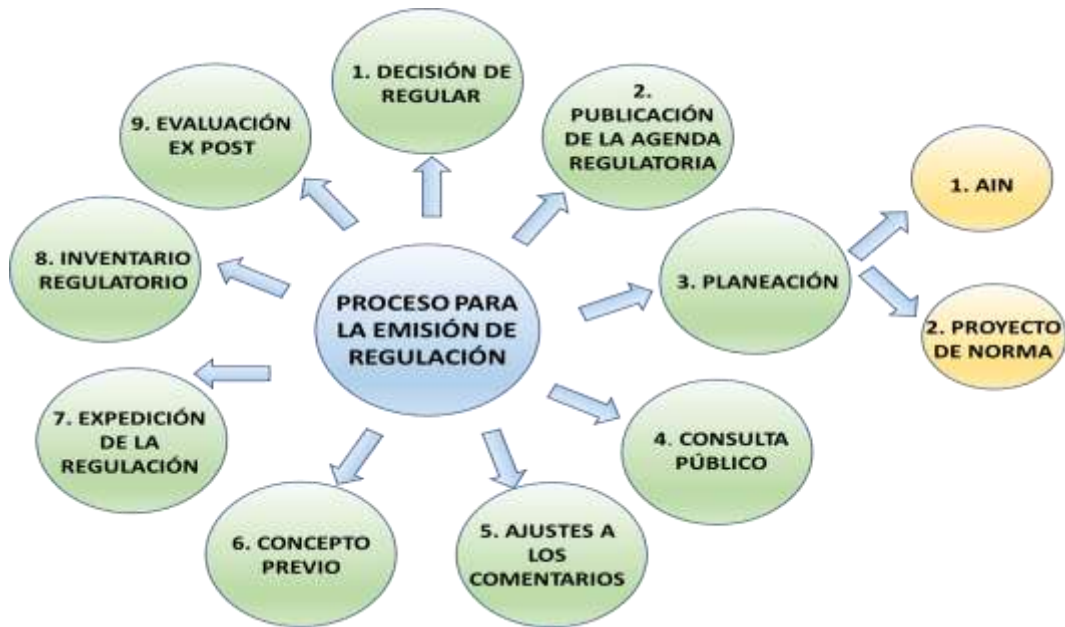 1. DECISIÓN DE
REGULAR
2.
PUBLICACIÓN
DE LA AGENDA
REGULATORIA
3. PLANEACIÓN
1. AIN
2. PROYECTO
DE NORMA
4. CONSULTA
PÚBLICO
5. AJUSTES A
LOS
COMENTARIOS
6. CONCEPTO
PREVIO
7. EXPEDICIÓN
DE LA
REGULACIÓN
8. INVENTARIO
REGULATORIO
9. EVALUACIÓN
EX POST
PROCESO PARA
LA EMISIÓN DE
REGULACIÓN